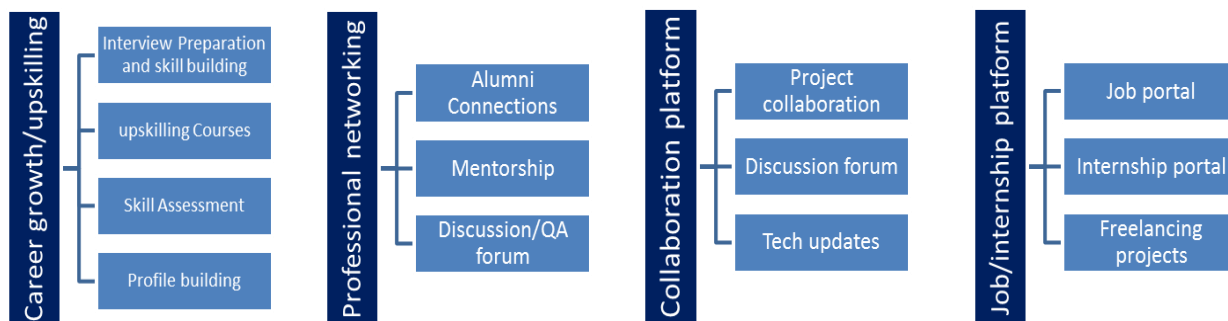 Career growth/upskilling
Interview Preparation
and skill building
upskilling Courses
Skill Assessment
Profile building
Professional networking
Alumni
Connections
Mentorship
Discussion/QA
forum
Collaboration platform
Project
collaboration
Discussion forum
Tech updates
Job/internship platform
Job portal
Internship portal
Freelancing
projects